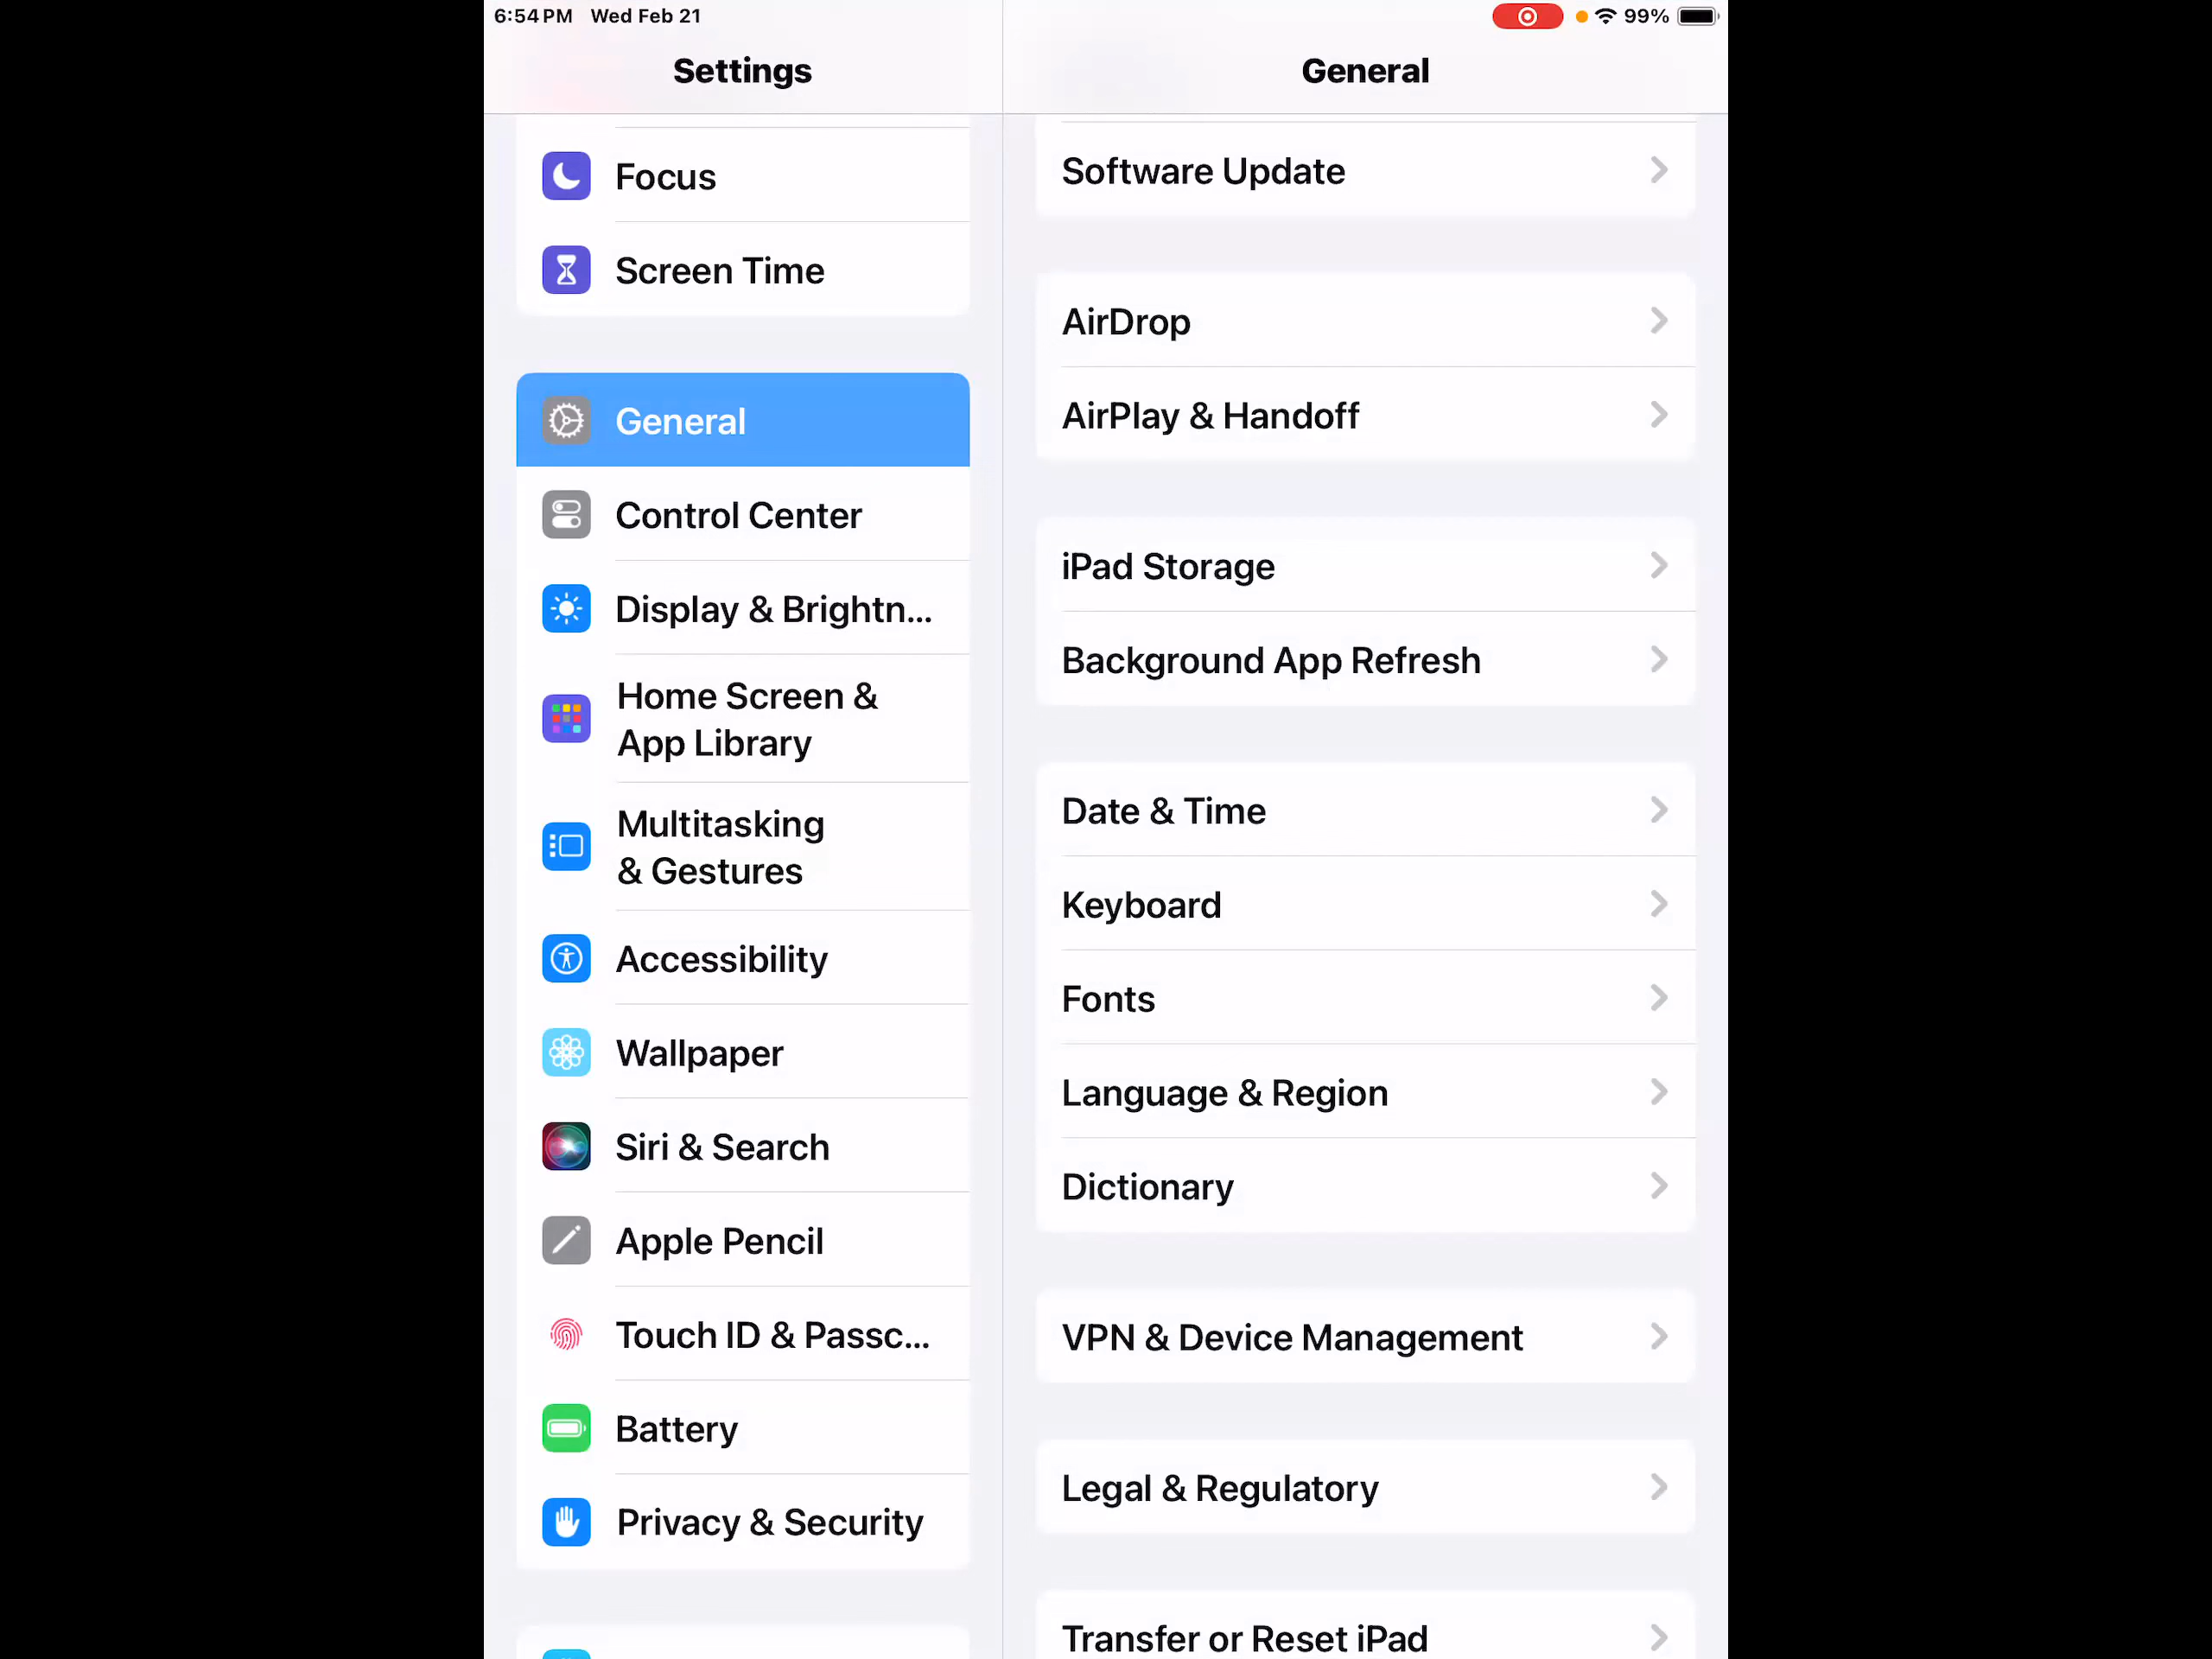 6:54 PM Wed Feb 21
99%
Settings
Focus
Screen Time
General
Control Center
Display & Brightn...
Home Screen &
App Library
Multitasking
& Gestures
Accessibility
Wallpaper
Siri & Search
Apple Pencil
Touch ID & Passc...
Battery
Privacy & Security
General
Software Update
AirDrop
AirPlay & Handoff
iPad Storage
Background App Refresh
Date & Time
Keyboard
Fonts
Language & Region
Dictionary
VPN & Device Management
Legal & Regulatory
Transfer or Reset iPad